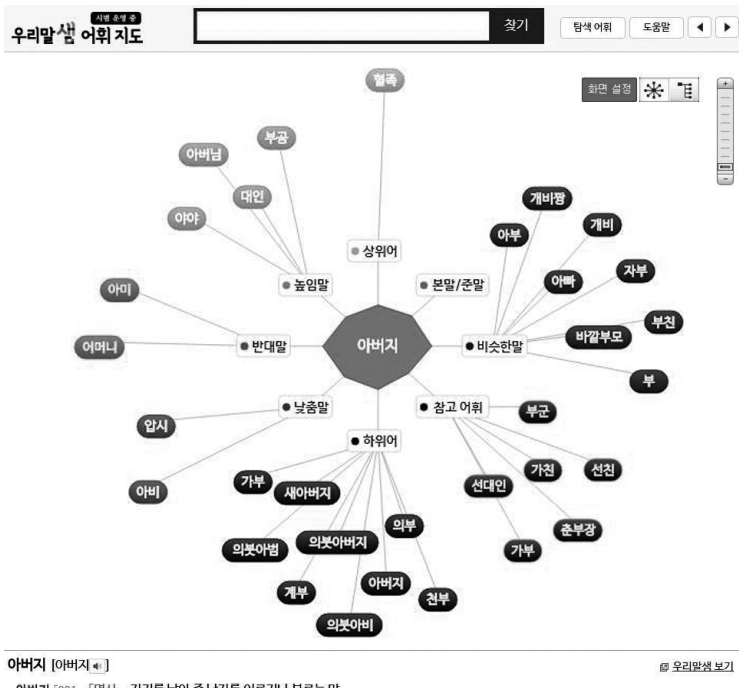 시범 운영 중
우리말샘 어휘 지도
찾기
탐색 어휘
도움말
화면 설정
혈족
부공
아버님
대인
야야
개비짱
개비
아부
자부
아빠
상위어
높임말
본말/준말
아미
부친
바깥부모
어머니
반대말
아버지
비슷한말
부
낮춤말
참고 어휘
부군
압시
하위어
가친
선친
가부
선대인
아비
새아버지
의부
춘부장
의붓아범
의붓아버지
가부
아버지
계부
친부
의붓아비
아버지 [아버지]
우리말샘 보기